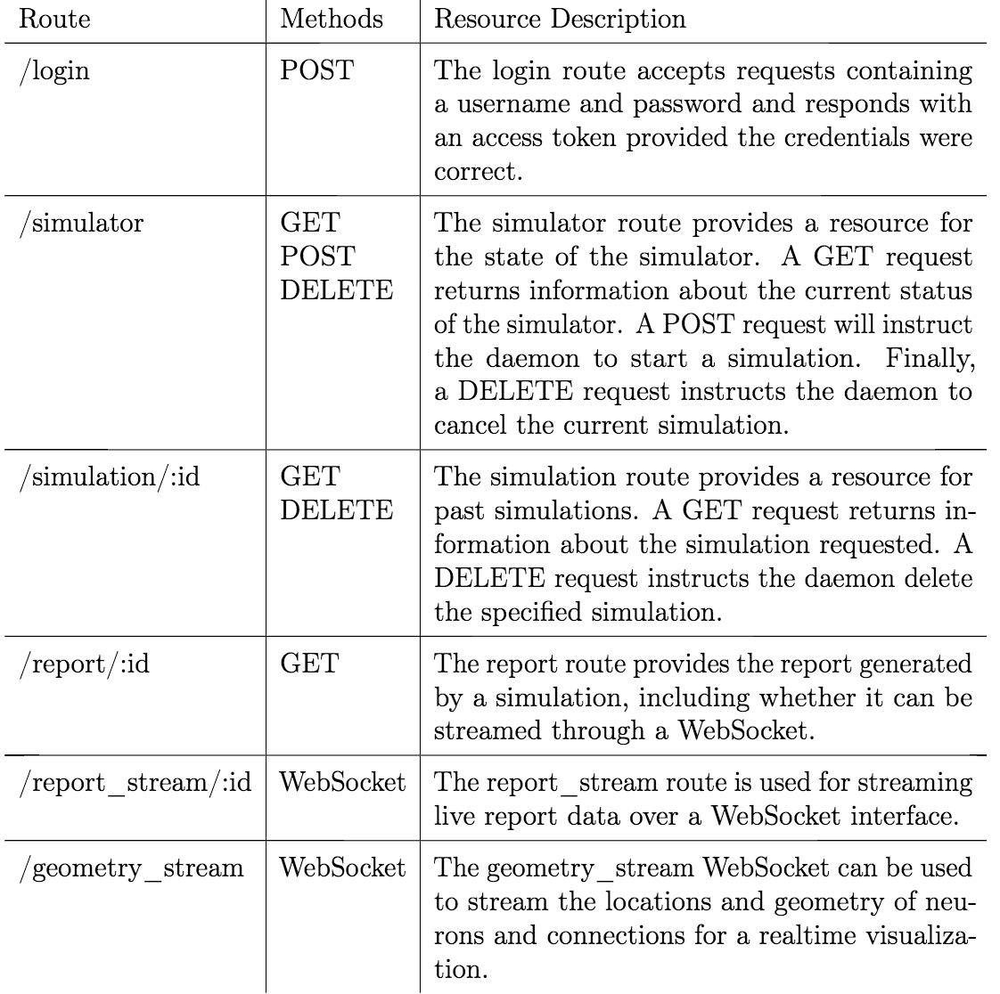 Route Methods Resource Description
/login POST The login route accepts requests containing
a username and password and responds with
an access token provided the credentials were
correct.
/simulator GET The simulator route provides a resource for
POST the state of the simulator. A GET request
DELETE returns information about the current status
of the simulator. A POST request will instruct
the daemon to start a simulation. Finally,
a DELETE request instructs the daemon to
cancel the current simulation.
/simulation/:id GET The simulation route provides a resource for
DELETE past simulations. A GET request returns in-
formation about the simulation requested. A
DELETE request instructs the daemon delete
the specified simulation.
/report/:id GET The report route provides the report generated
by a simulation, including whether it can be
streamed through a WebSocket.
/report_stream/:id WebSocket The report_stream route is used for streaming
live report data over a WebSocket interface.
/geometry_stream WebSocket The geometry_stream WebSocket can be used
to stream the locations and geometry of neu-
rons and connections for a realtime visualiza-
tion.